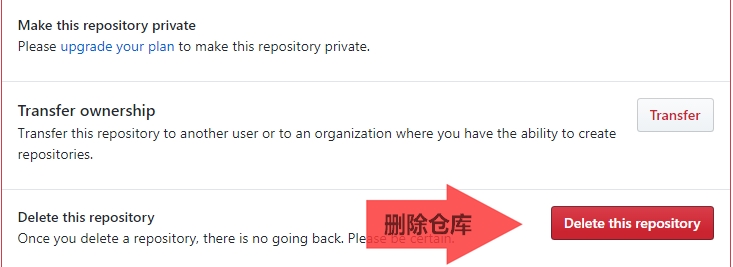 Make this repository private
Please upgrade your plan to make this repository private.
Transfer ownership
Transfer this repository to another user or to an organization where you have the ability to create
repositories.
Transfer
Delete this repository
Once you delete a repository, there is no going back. Please be certain.
删除仓库
Delete this repository